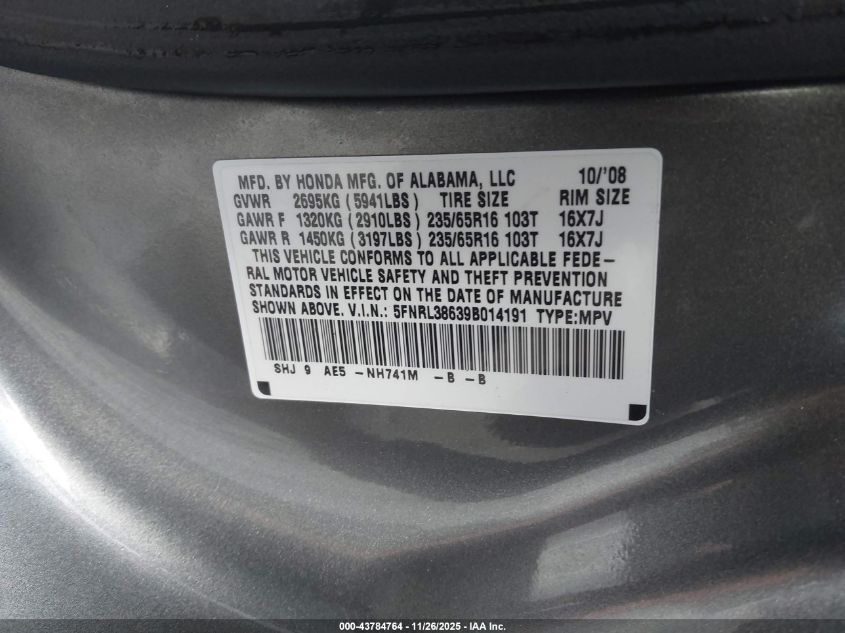 MFD. BY HONDA MFG. OF ALABAMA, LLC 10/'08
GVWR 2695KG (5941LBS) TIRE SIZE RIM SIZE
GAWR F 1320KG (2910LBS) 235/65R16 103T 16X7J
GAWR R 1450KG (3197LBS) 235/65R16 103T 16X7J
THIS VEHICLE CONFORMS TO ALL APPLICABLE FEDE-
RAL MOTOR VEHICLE SAFETY AND THEFT PREVENTION
STANDARDS IN EFFECT ON THE DATE OF MANUFACTURE
SHOWN ABOVE. V.I.N.: 5FNRL38639B014191 TYPE:MPV
SHJ 9 AE5 -NH741M -B -B
000-43784764 - 11/26/2025 - IAA Inc.